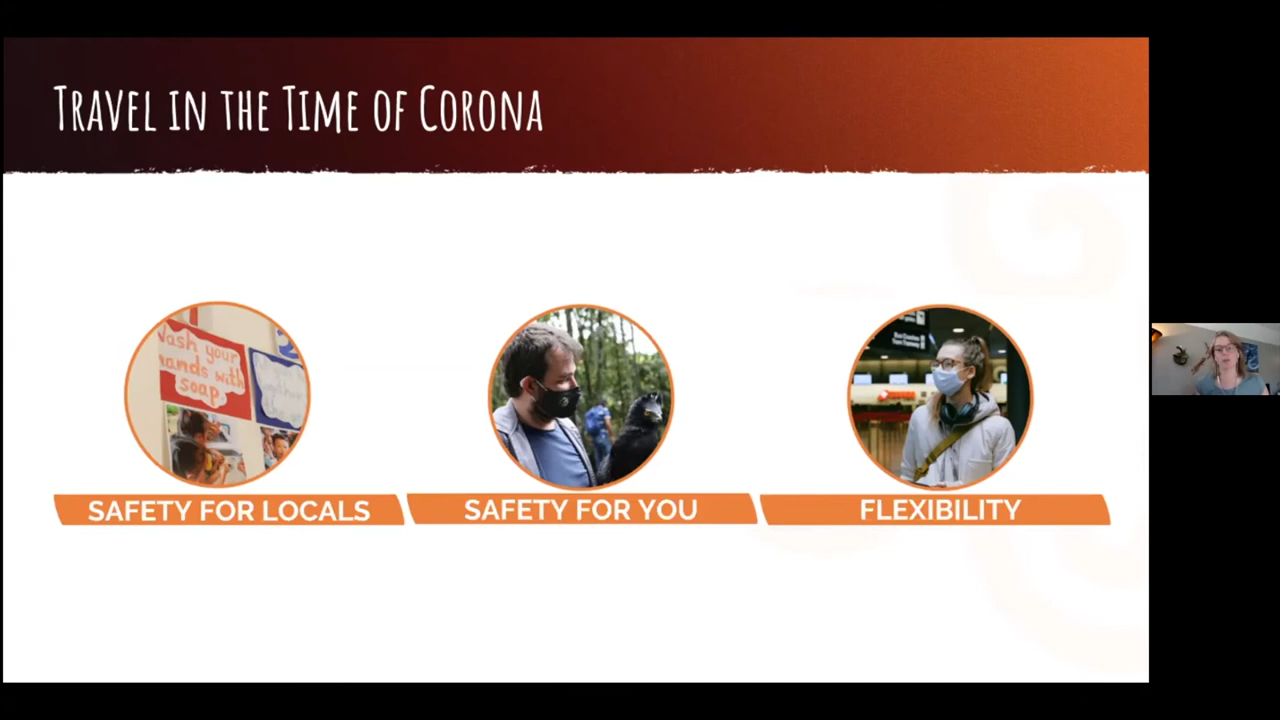 Travel in the Time of Corona
Wash your
hands with
soap
SAFETY FOR LOCALS
SAFETY FOR YOU
FLEXIBILITY